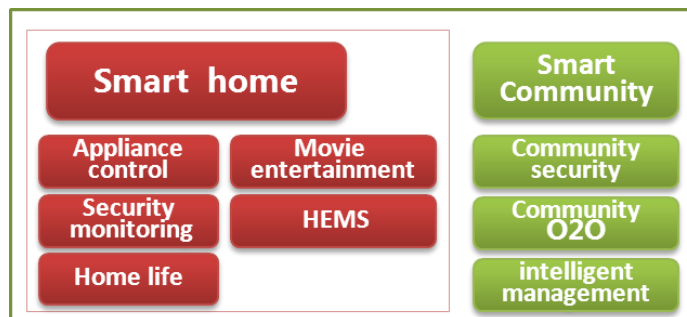 Smart home
Appliance
control
Movie
entertainment
Security
monitoring
HEMS
Home life
Smart
Community
Community
security
Community
O2O
intelligent
management